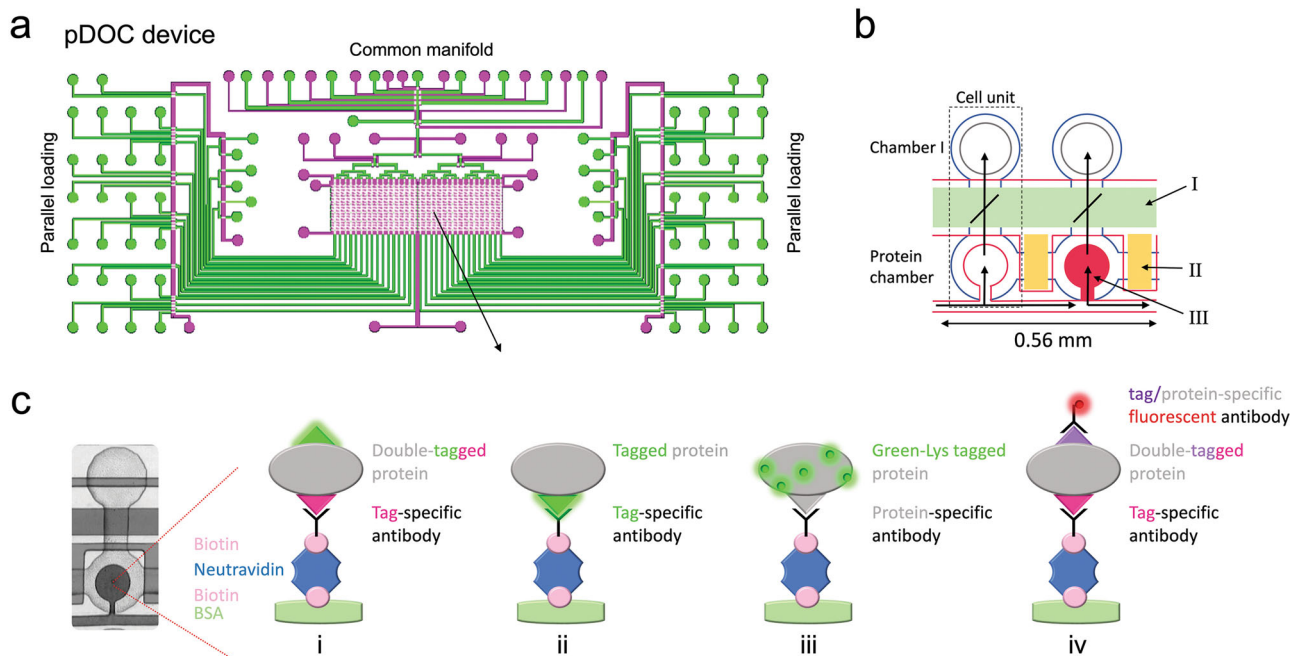 a
pDOC device
Common manifold
Parallel loading
Parallel loading
b
Cell unit
Chamber I
I
Protein
chamber
II
III
0.56 mm
c
Biotin
Neutravidin
Biotin
BSA
Double-tagged
protein
Tag-specific
antibody
i
Tagged protein
Tag-specific
antibody
ii
Green-Lys tagged
protein
Protein-specific
antibody
iii
tag/protein-specific
fluorescent antibody
Double-tagged
protein
Tag-specific
antibody
iv